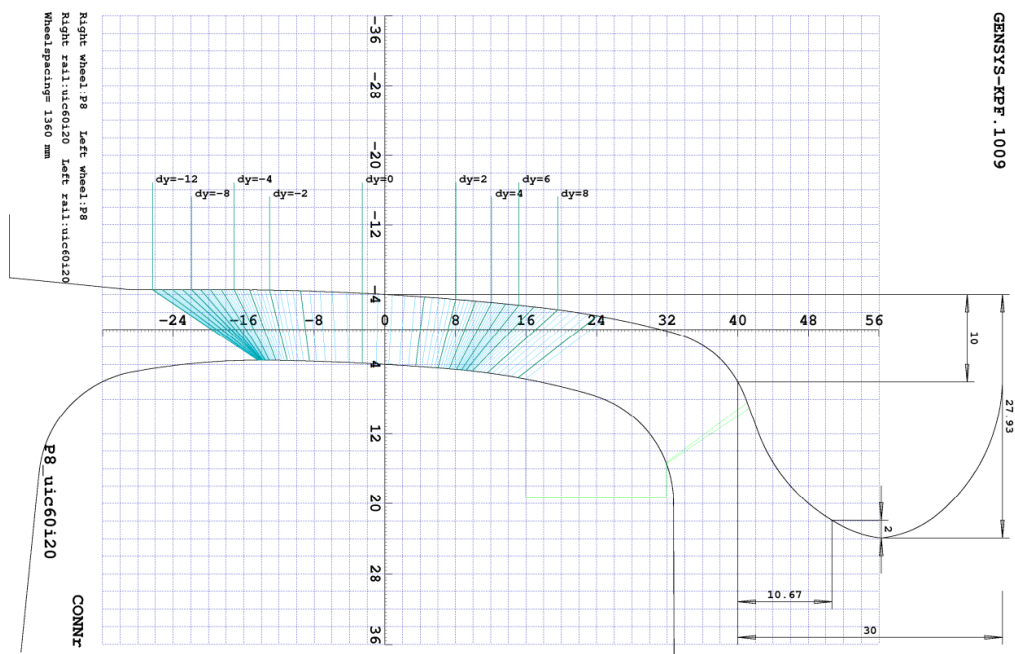 GENSYS-KPF.1009
Right wheel:P8 Left wheel:P8
Right rail:uic60i20 Left rail:uic60i20
Wheelspacing= 1360 mm
-36
-28
-20
-12
-4
4
12
20
28
36
dy=-12
dy=-8
dy=-4
dy=-2
dy=0
dy=2
dy=4
dy=6
dy=8
-24 -16 -8 0 8 16 24 32 40 48 56
10
27.93
2
10.67
30
P8_uic60i20
CONNr